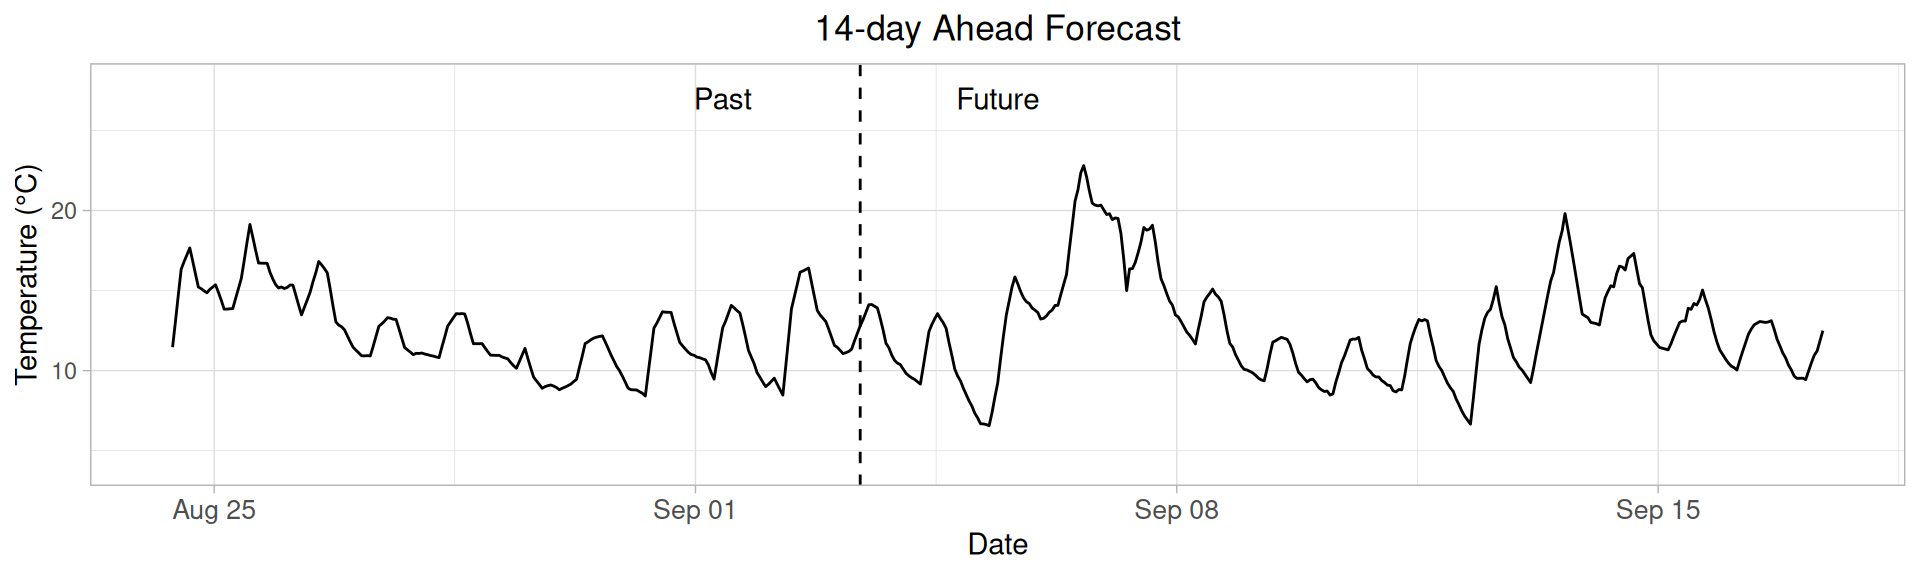 14-day Ahead Forecast
Past
Future
Temperature (°C)
20
10
Aug 25
Sep 01
Sep 08
Sep 15
Date